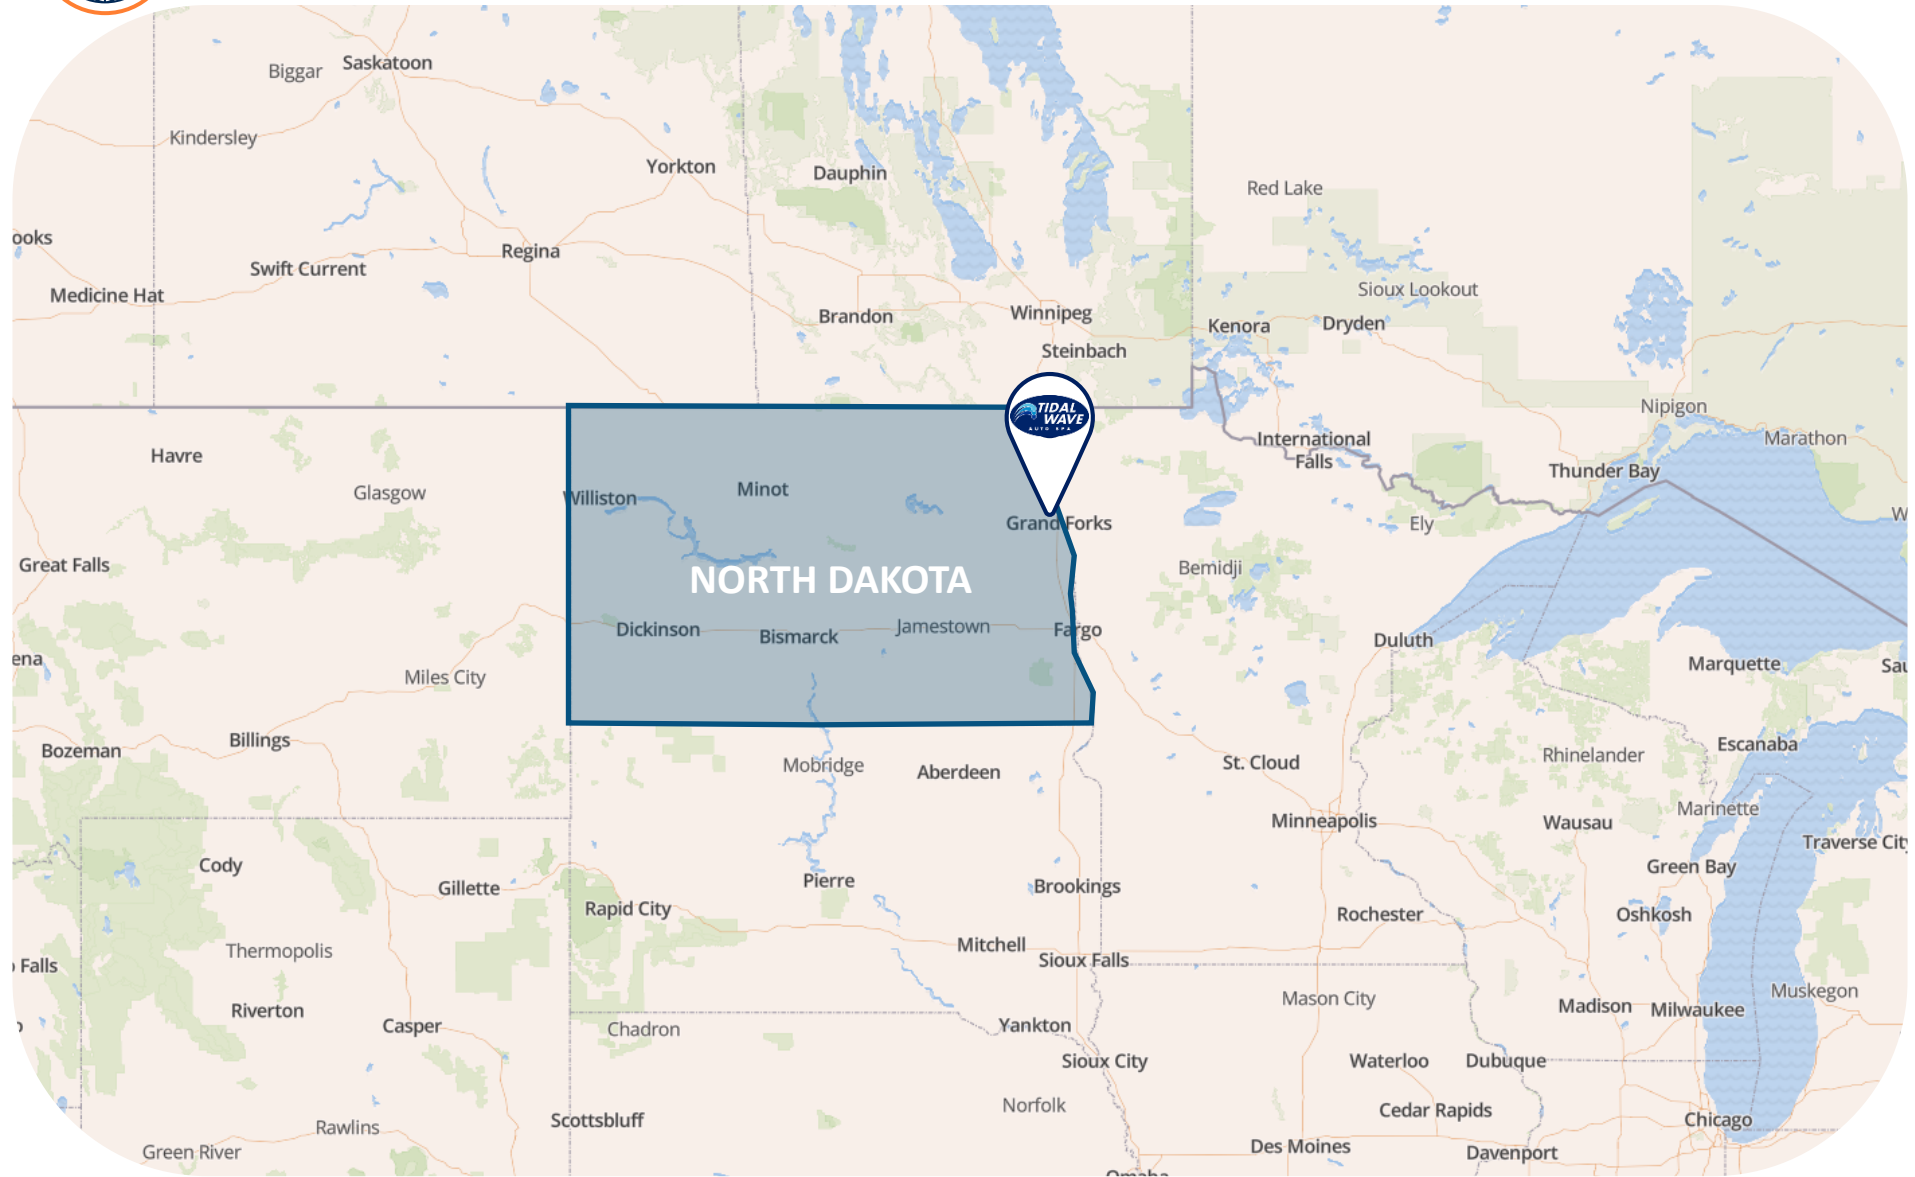 Saskatoon
Biggar
Kindersley
Yorkton
Dauphin
Red Lake
ooks
Regina
Swift Current
Medicine Hat
Sioux Lookout
Brandon
Winnipeg
Kenora
Dryden
Steinbach
TIDAL
WAVE
AUTO SPA
Nipigon
Marathon
International
Falls
Havre
Thunder Bay
Glasgow
Williston
Minot
Grand Forks
Ely
W
Great Falls
Bemidji
NORTH DAKOTA
Dickinson
Bismarck
Jamestown
Fargo
Duluth
ena
Marquette
Sau
Miles City
Billings
Bozeman
Escanaba
Rhinelander
St. Cloud
Mobridge
Aberdeen
Marinette
Minneapolis
Wausau
Traverse City
Cody
Green Bay
Gillette
Pierre
Brookings
Rapid City
Rochester
Oshkosh
Mitchell
Thermopolis
Sioux Falls
Falls
Mason City
Muskegon
Riverton
Madison
Milwaukee
Casper
Chadron
Yankton
Sioux City
Waterloo
Dubuque
Norfolk
Cedar Rapids
Scottsbluff
Chicago
Rawlins
Des Moines
Green River
Davenport
Omaha